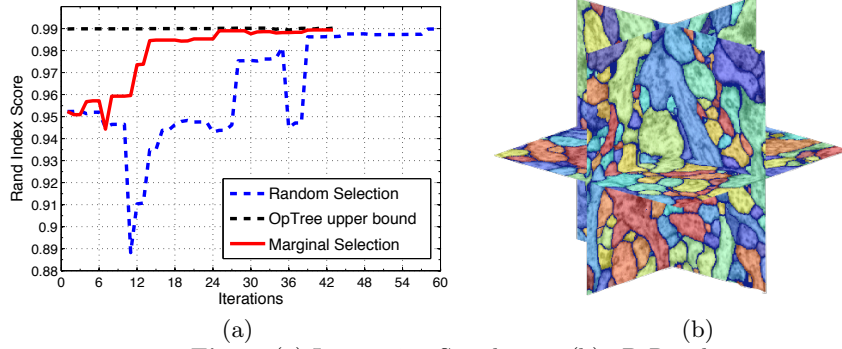 0.99
0.98
0.97
0.96
0.95
0.94
0.93
0.92
0.91
0.9
0.89
0.88
Rand Index Score
Random Selection
OpTree upper bound
Marginal Selection
0 6 12 18 24 30 36 42 48 54 60
Iterations
(a) (b)